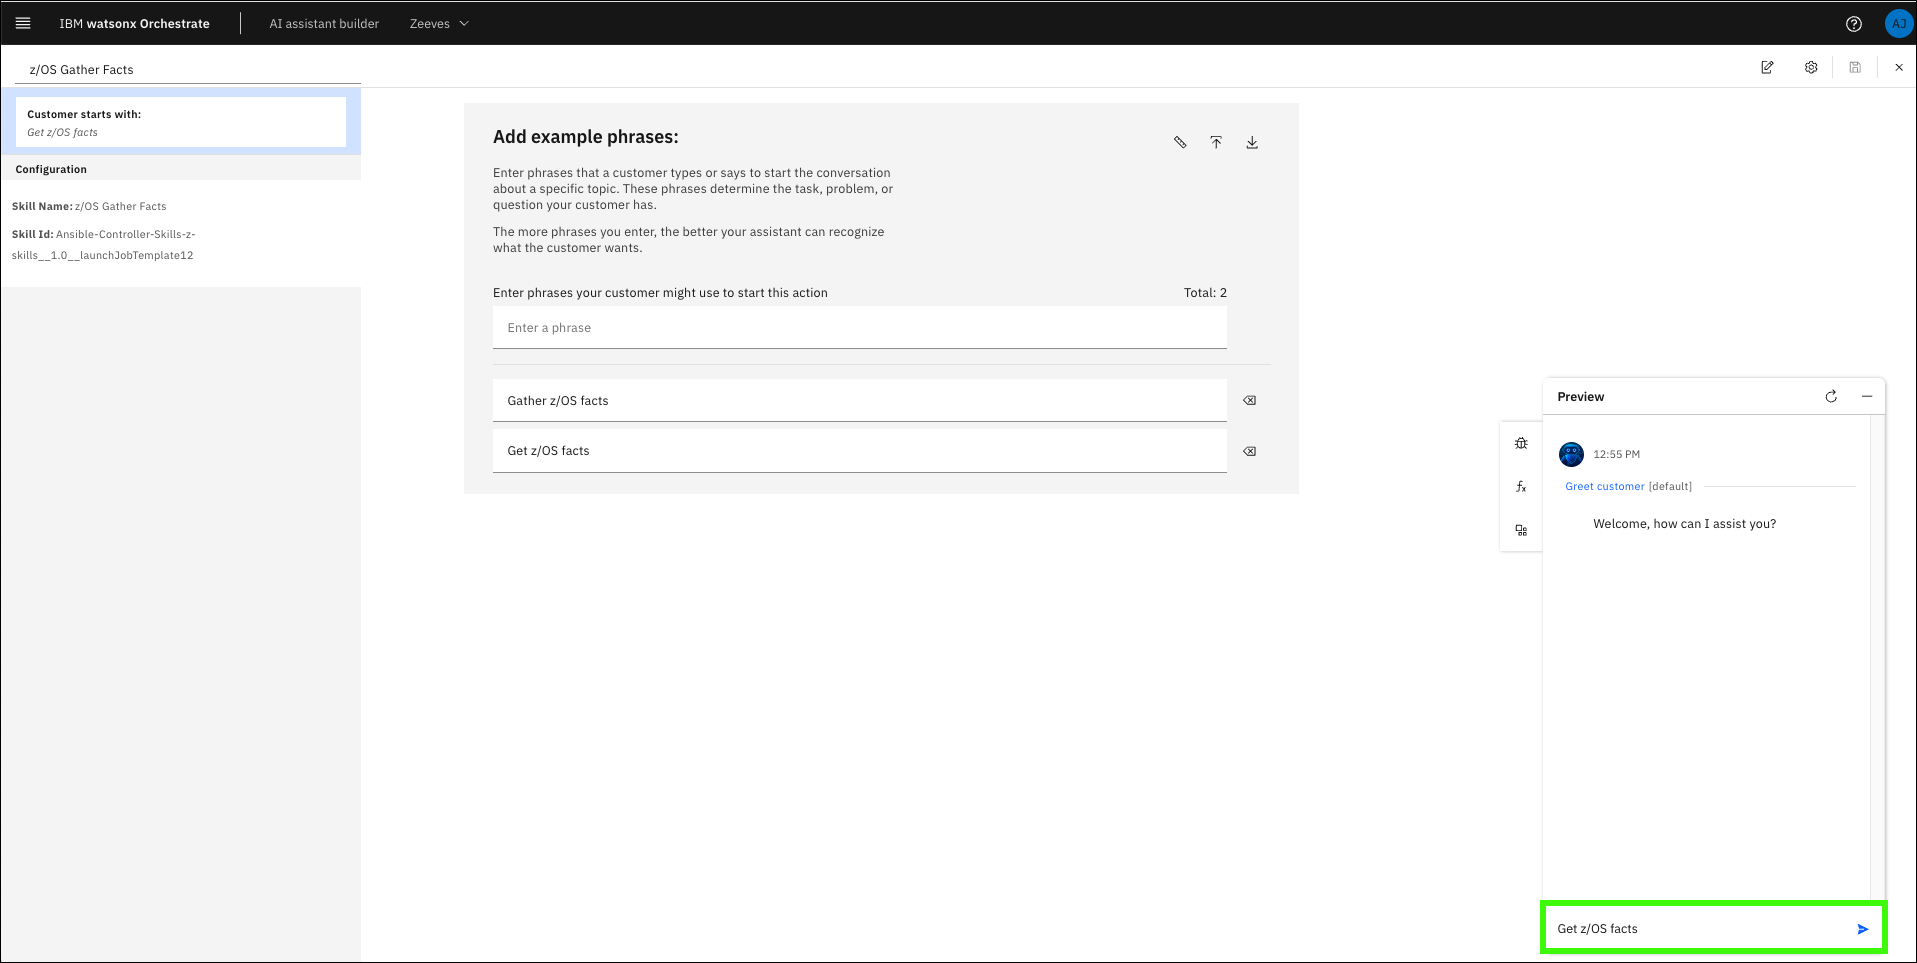 IBM watsonx Orchestrate AI assistant builder Zeeves AJ
z/OS Gather Facts
Customer starts with:
Get z/OS facts
Configuration
Skill Name: z/OS Gather Facts
Skill Id: Ansible-Controller-Skills-z-
skills__1.0__launchJobTemplate12
Add example phrases:
Enter phrases that a customer types or says to start the conversation
about a specific topic. These phrases determine the task, problem, or
question your customer has.
The more phrases you enter, the better your assistant can recognize
what the customer wants.
Enter phrases your customer might use to start this action Total: 2
Enter a phrase
Gather z/OS facts
Get z/OS facts
Preview
12:55 PM
Greet customer [default]
Welcome, how can I assist you?
Get z/OS facts